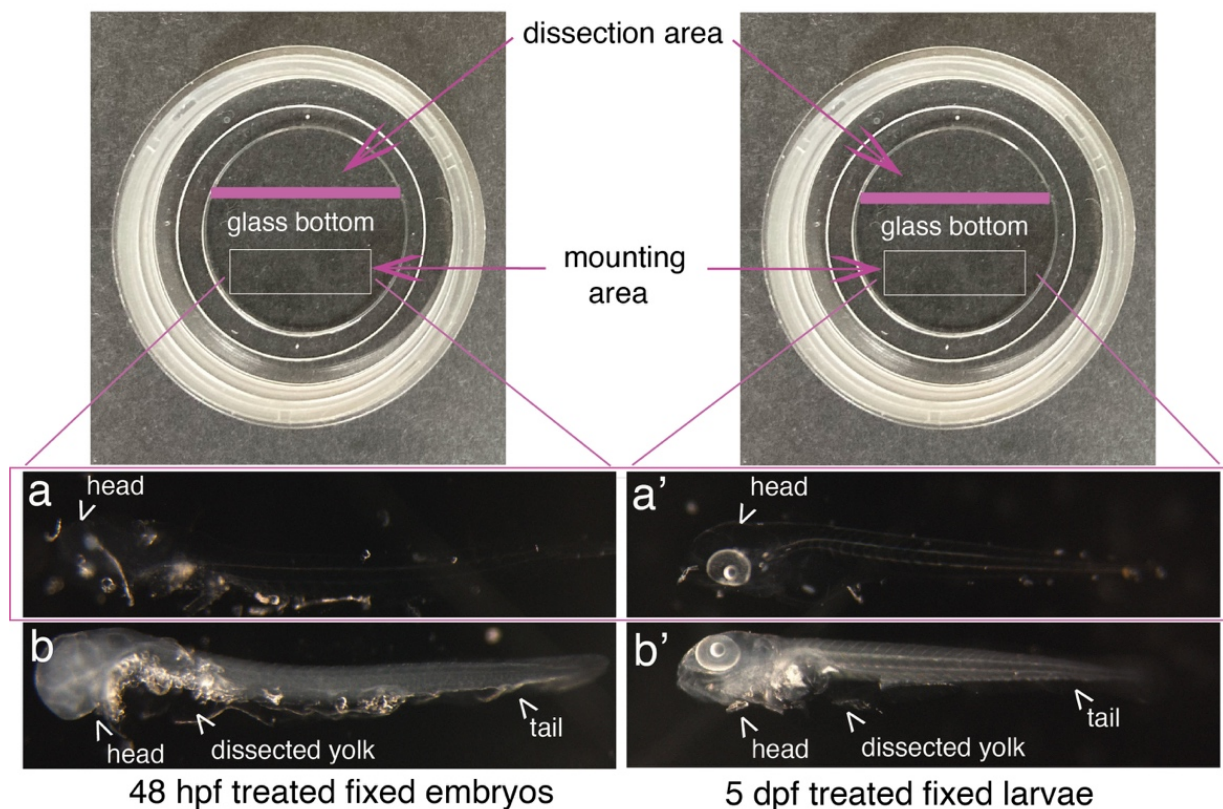 dissection area
glass bottom
glass bottom
mounting
area
a
head
a'
head
b
head
dissected yolk
tail
b'
head
dissected yolk
tail
48 hpf treated fixed embryos
5 dpf treated fixed larvae